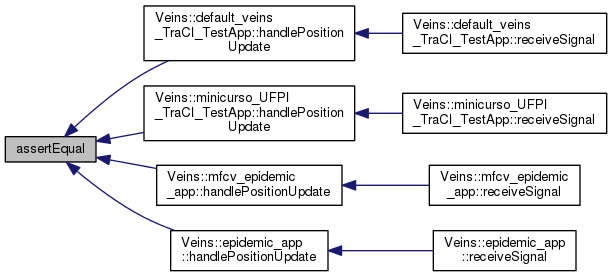 Veins::default_veins
_TraCI_TestApp::handlePosition
Update
Veins::default_veins
_TraCI_TestApp::receiveSignal
Veins::minicurso_UFPI
_TraCI_TestApp::handlePosition
Update
Veins::minicurso_UFPI
_TraCI_TestApp::receiveSignal
assertEqual
Veins::mfcv_epidemic
_app::handlePositionUpdate
Veins::mfcv_epidemic
_app::receiveSignal
Veins::epidemic_app
::handlePositionUpdate
Veins::epidemic_app
::receiveSignal